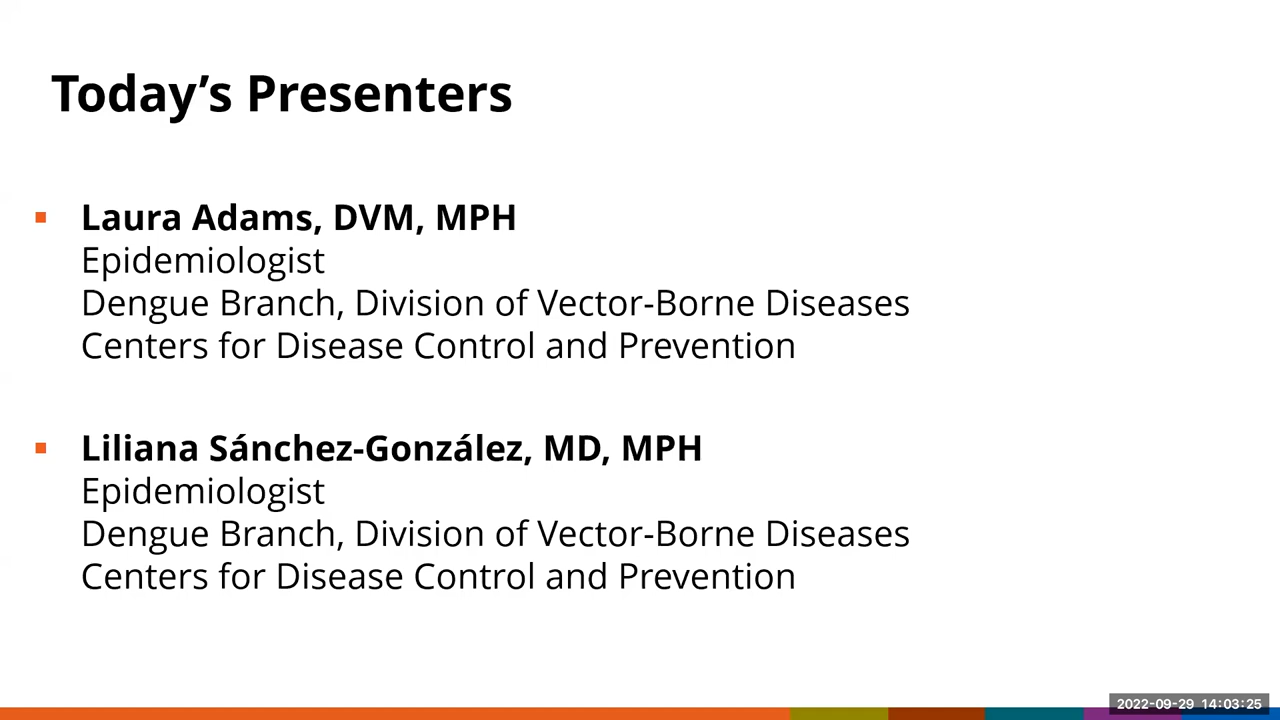 Today’s Presenters
Laura Adams, DVM, MPH
Epidemiologist
Dengue Branch, Division of Vector-Borne Diseases
Centers for Disease Control and Prevention
Liliana Sánchez-González, MD, MPH
Epidemiologist
Dengue Branch, Division of Vector-Borne Diseases
Centers for Disease Control and Prevention
2022-09-29 14:03:25